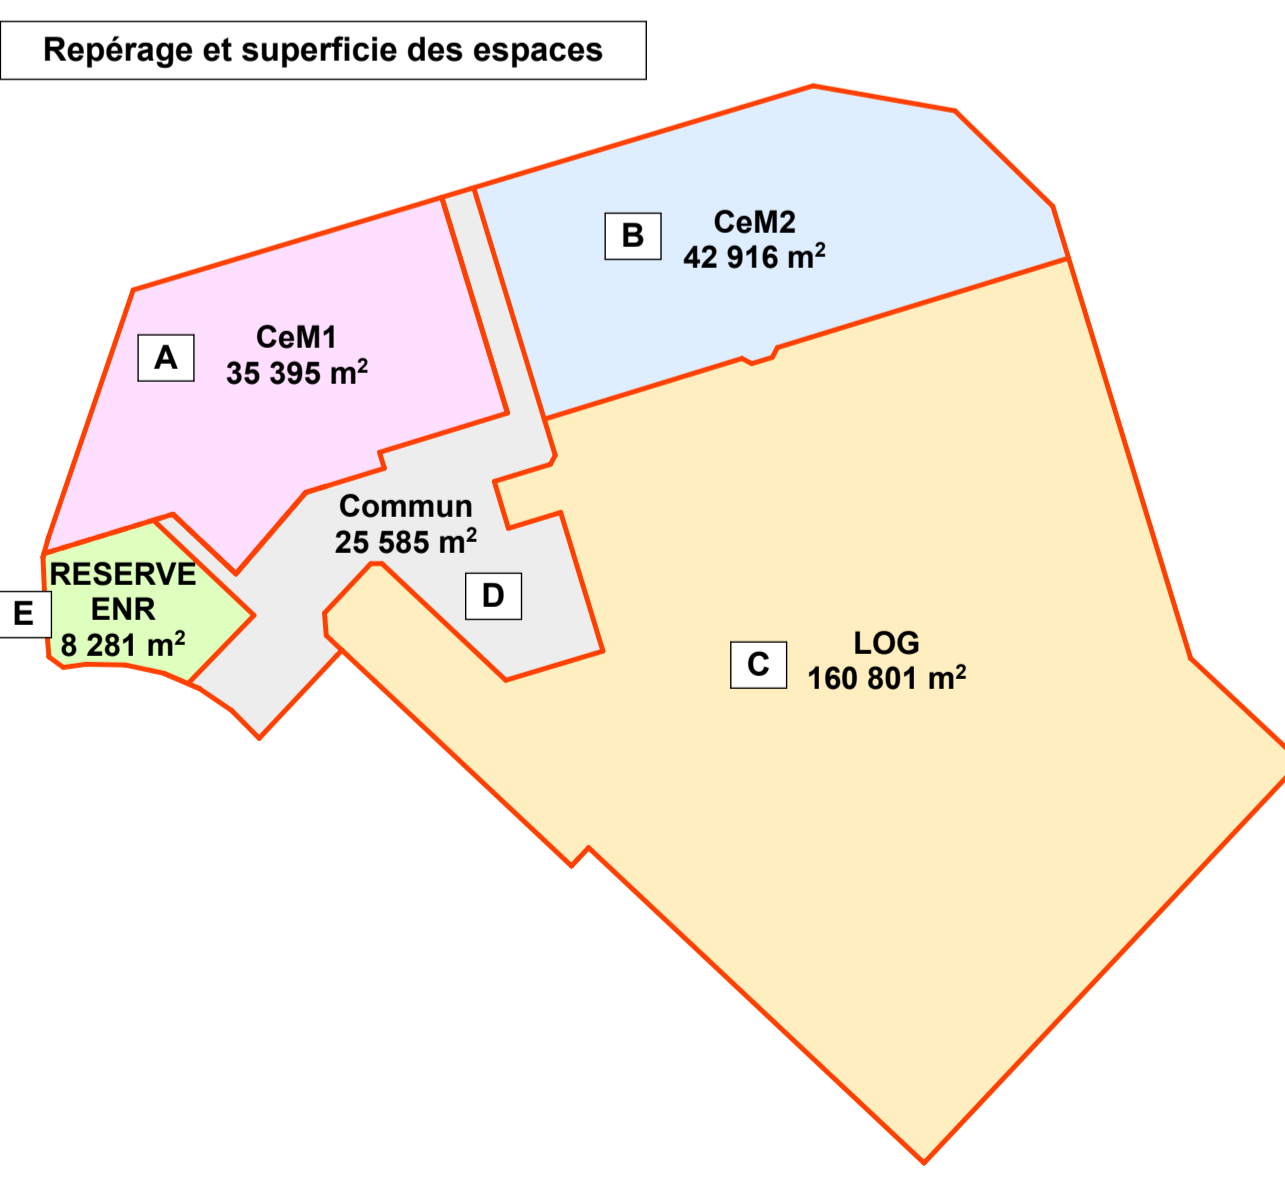 Repérage et superficie des espaces
B
CeM2
42 916 m²
A
CeM1
35 395 m²
Commun
25 585 m²
D
E
RESERVE
ENR
8 281 m²
C
LOG
160 801 m²